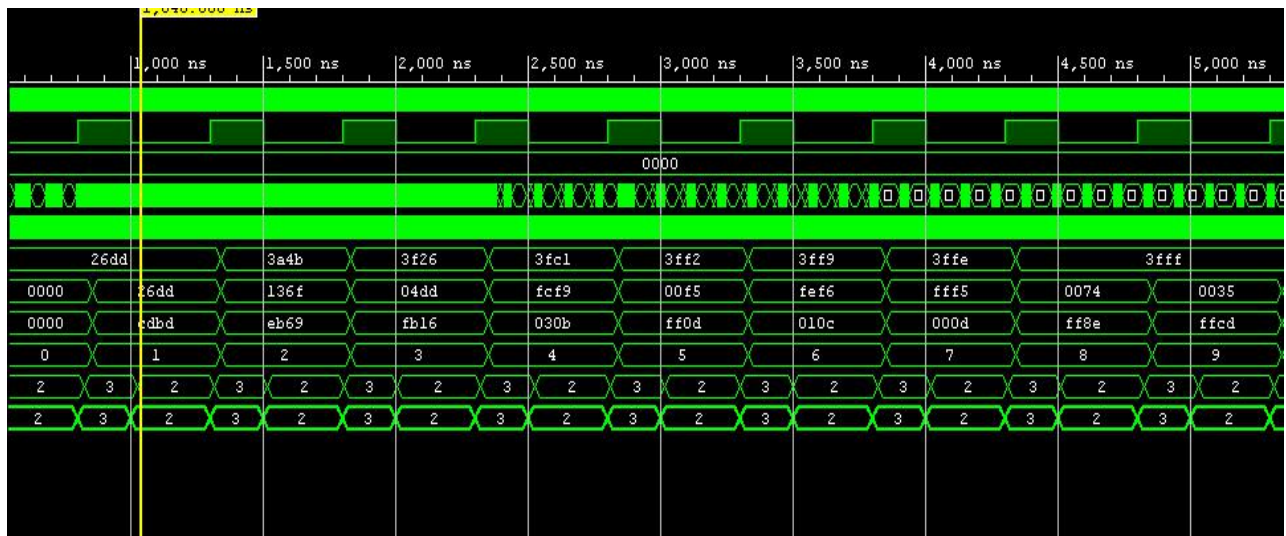 1,040.000 ns
1,000 ns 1,500 ns 2,000 ns 2,500 ns 3,000 ns 3,500 ns 4,000 ns 4,500 ns 5,000 ns
0000
26dd 3a4b 3f26 3fc1 3ff2 3ff9 3ffe 3fff
0000 26dd 136f 04dd fcf9 00f5 fef6 fff5 0074 0035
0000 cdbd eb69 fb16 030b ff0d 010c 000d ff8e ffcd
0 1 2 3 4 5 6 7 8 9
2 3 2 3 2 3 2 3 2 3 2 3 2 3 2 3 2 3 2
2 3 2 3 2 3 2 3 2 3 2 3 2 3 2 3 2 3 2